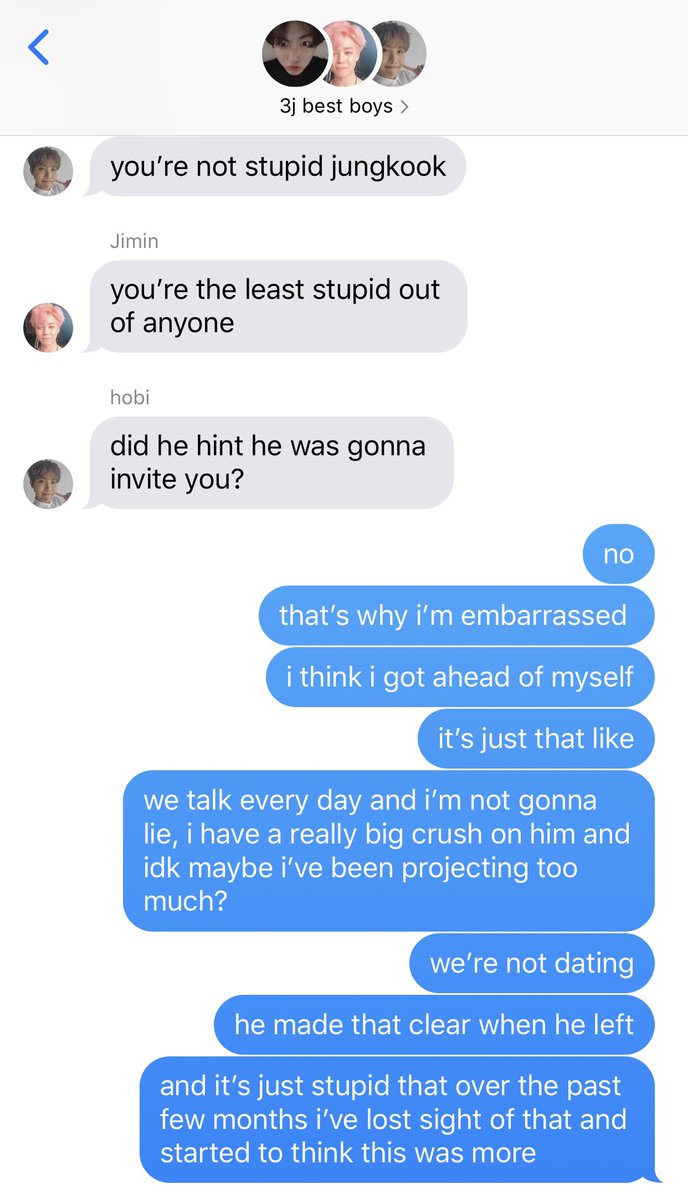 3j best boys >
you’re not stupid jungkook
Jimin
you’re the least stupid out
of anyone
hobi
did he hint he was gonna
invite you?
no
that’s why i’m embarrassed
i think i got ahead of myself
it’s just that like
we talk every day and i’m not gonna
lie, i have a really big crush on him and
idk maybe i’ve been projecting too
much?
we’re not dating
he made that clear when he left
and it’s just stupid that over the past
few months i’ve lost sight of that and
started to think this was more